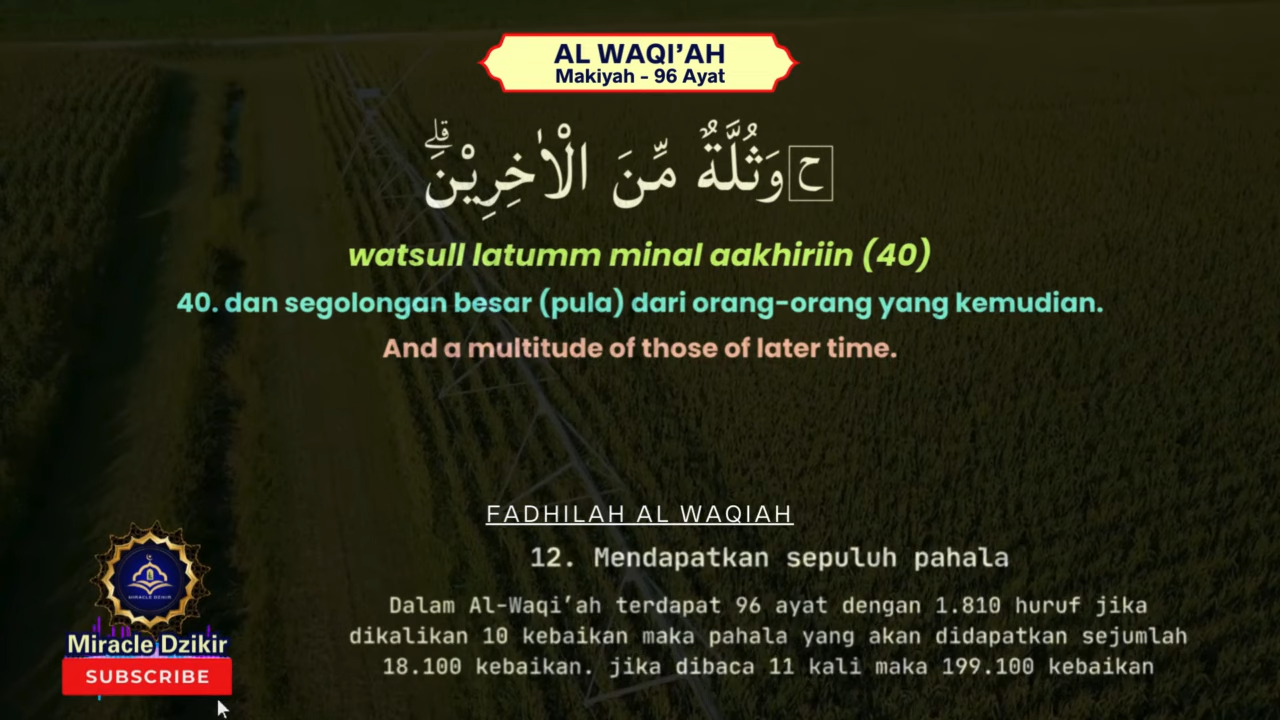 AL WAQI’AH
Makiyah - 96 Ayat
حوَثُلَّةٌ مِّنَ الْاٰخِرِيْنَۗ
watsull latumm minal aakhiriin (40)
40. dan segolongan besar (pula) dari orang-orang yang kemudian.
And a multitude of those of later time.
FADHILAH AL WAQIAH
12. Mendapatkan sepuluh pahala
Dalam Al-Waqi’ah terdapat 96 ayat dengan 1.810 huruf jika
dikalikan 10 kebaikan maka pahala yang akan didapatkan sejumlah
18.100 kebaikan. jika dibaca 11 kali maka 199.100 kebaikan
MIRACLE DZIKIR
Miracle Dzikir
SUBSCRIBE